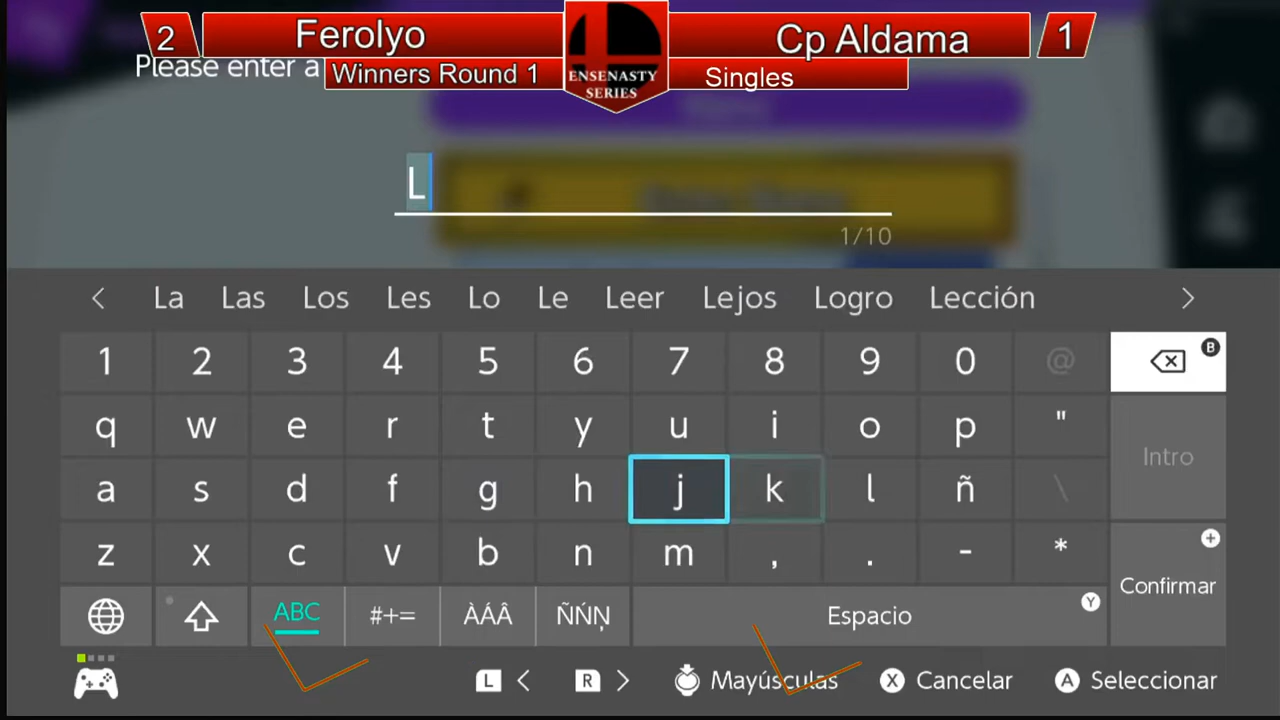 2 Ferolyo Cp Aldama 1
Please enter a
Winners Round 1 ENSENASTY SERIES Singles
L
1/10
< La Las Los Les Lo Le Leer Lejos Logro Lección >
1 2 3 4 5 6 7 8 9 0 @ B
q w e r t y u i o p " Intro
a s d f g h j k l ñ \
z x c v b n m , . - * + Confirmar
ABC #+= ÀÁÂ ÑŃŅ Espacio Y
L < R > Mayúsculas X Cancelar A Seleccionar